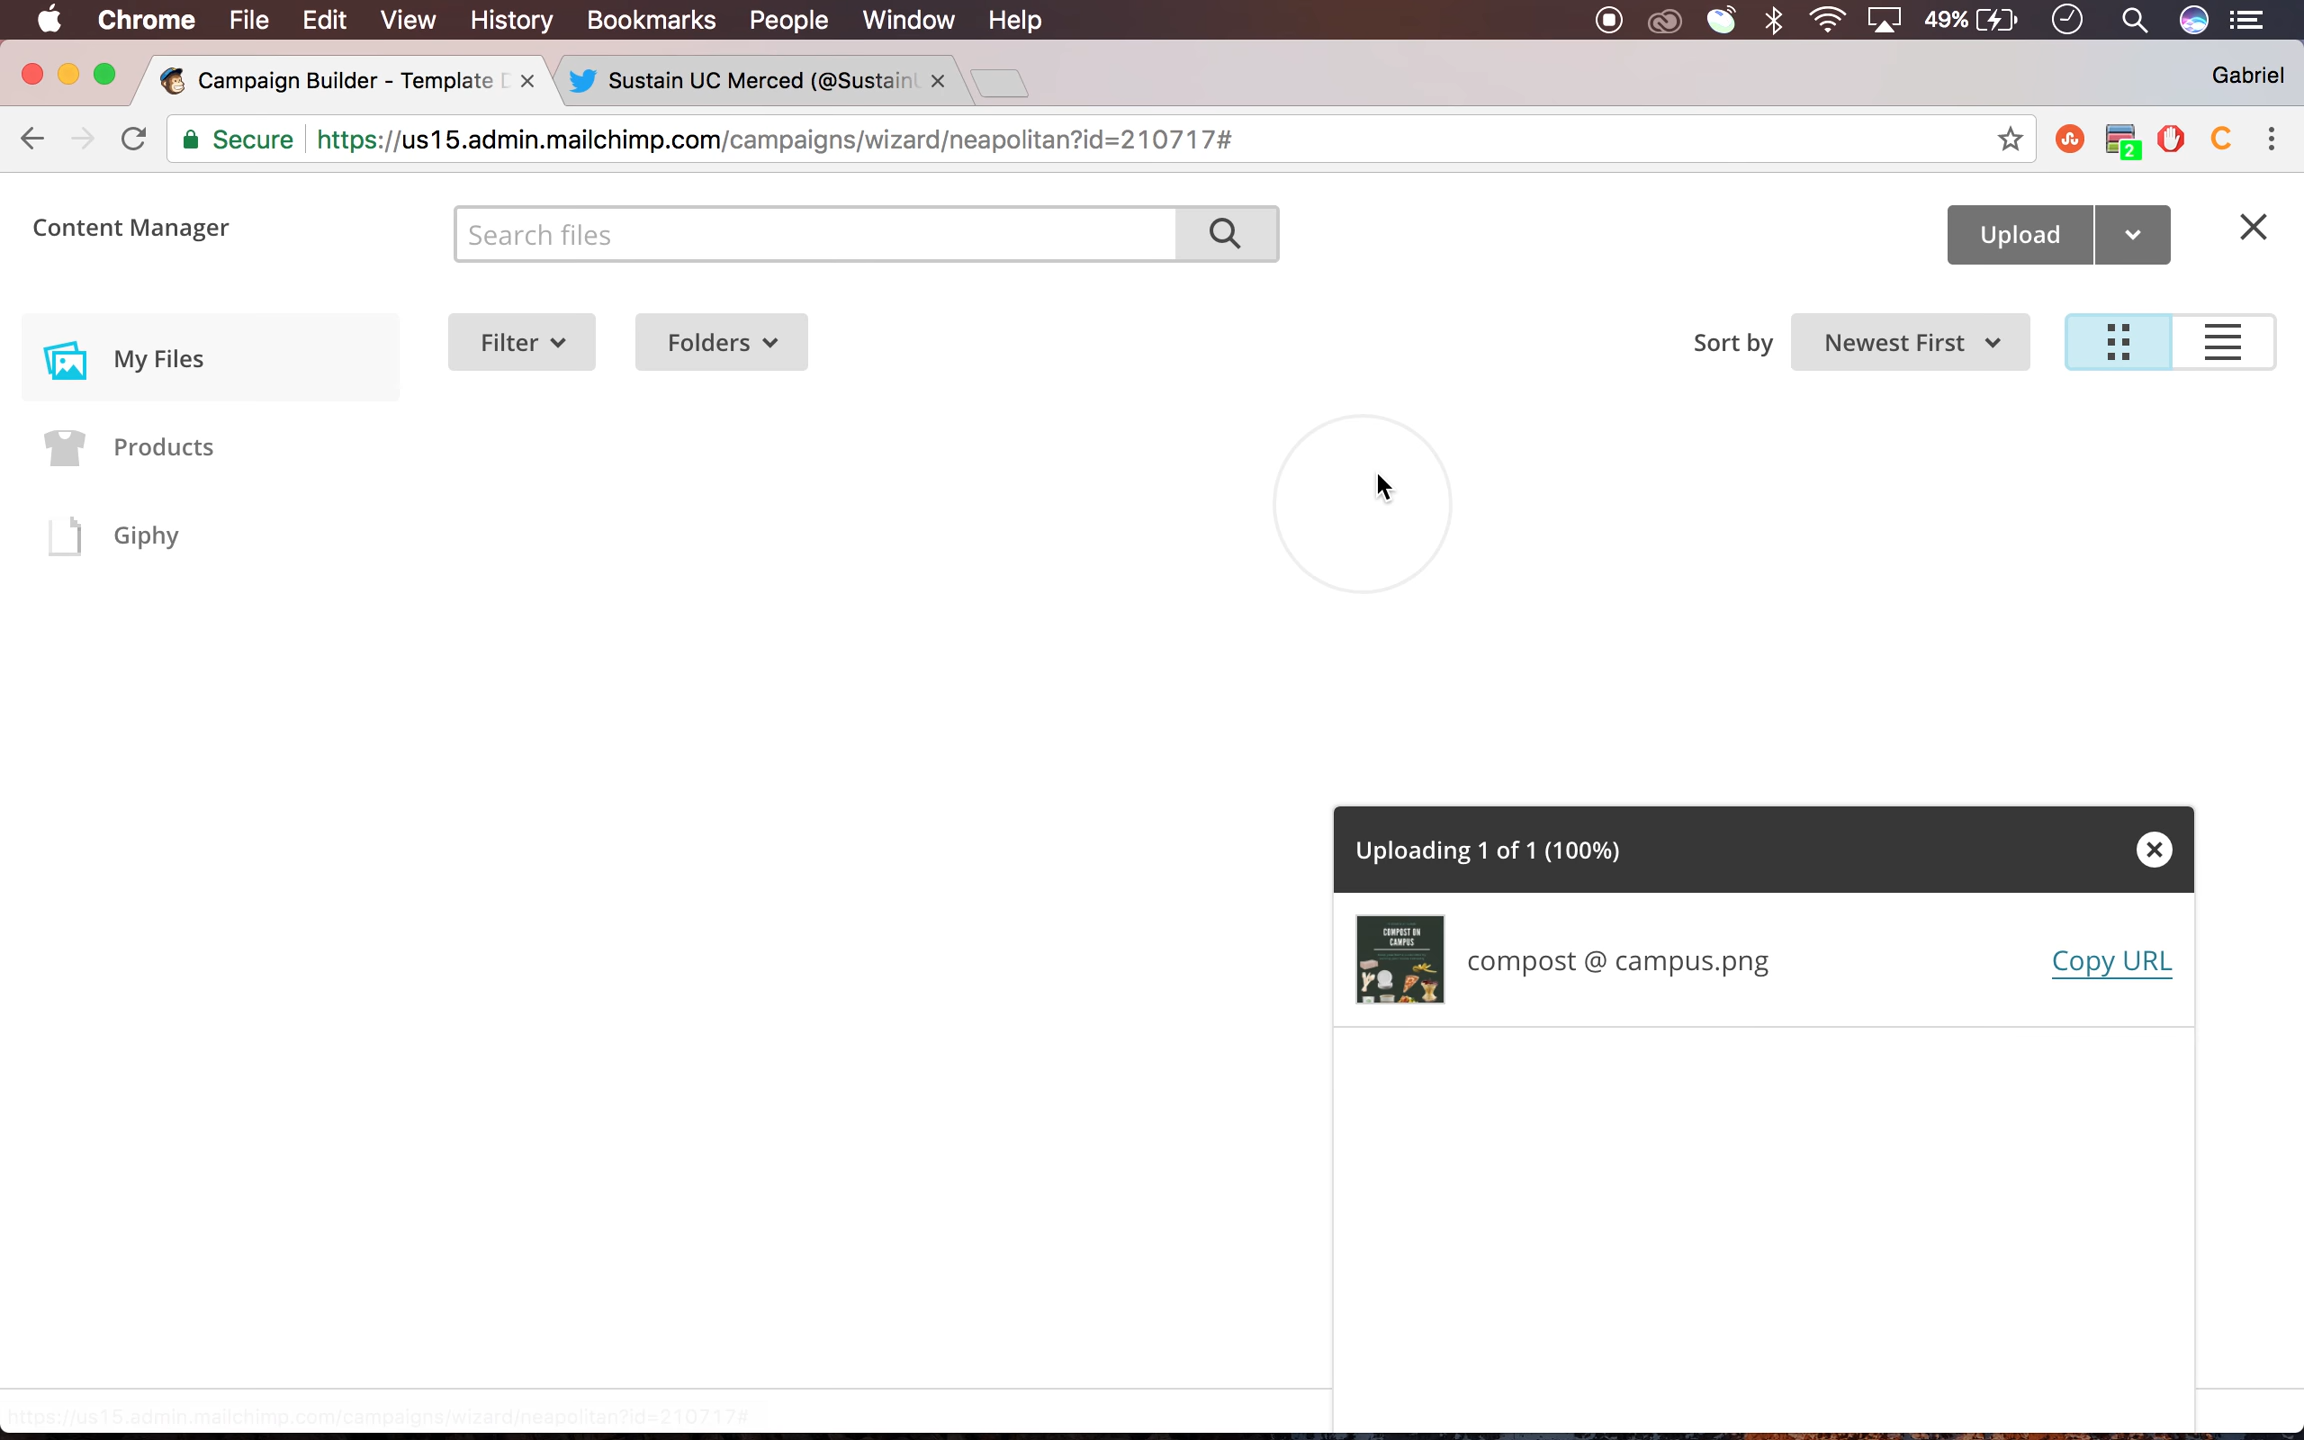 Chrome File Edit View History Bookmarks People Window Help 49%
Campaign Builder - Template D Sustain UC Merced (@Sustain Gabriel
Secure https://us15.admin.mailchimp.com/campaigns/wizard/neapolitan?id=210717# 2 C
Content Manager Search files Upload
My Files Filter Folders Sort by Newest First
Products
Giphy
Uploading 1 of 1 (100%)
COMPOST ON
CAMPUS
compost @ campus.png Copy URL
https://us15.admin.mailchimp.com/campaigns/wizard/neapolitan?id=210717#